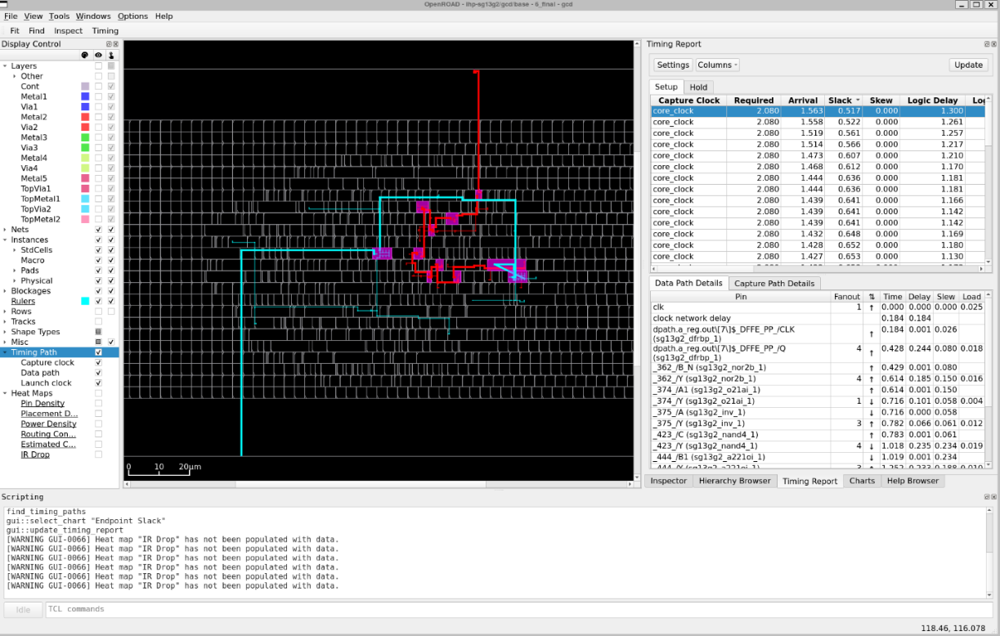 OpenROAD - ihp-sg13g2/gcd/base - 6_final - gcd
File View Tools Windows Options Help
Fit Find Inspect Timing
Display Control
Layers
Other
Cont
Metal1
Via1
Metal2
Via2
Metal3
Via3
Metal4
Via4
Metal5
TopVia1
TopMetal1
TopVia2
TopMetal2
Nets
Instances
StdCells
Macro
Pads
Physical
Blockages
Rulers
Rows
Tracks
Shape Types
Misc
Timing Path
Capture clock
Data path
Launch clock
Heat Maps
Pin Density
Placement D...
Power Density
Routing Con...
Estimated C...
IR Drop
0 10 20μm
Timing Report
Settings Columns Update
Setup Hold
Capture Clock Required Arrival Slack Skew Logic Delay
core_clock 2.080 1.563 0.517 0.000 1.300
core_clock 2.080 1.558 0.522 0.000 1.261
core_clock 2.080 1.519 0.561 0.000 1.257
core_clock 2.080 1.514 0.566 0.000 1.217
core_clock 2.080 1.473 0.607 0.000 1.210
core_clock 2.080 1.468 0.612 0.000 1.170
core_clock 2.080 1.444 0.636 0.000 1.181
core_clock 2.080 1.444 0.636 0.000 1.181
core_clock 2.080 1.439 0.641 0.000 1.166
core_clock 2.080 1.439 0.641 0.000 1.142
core_clock 2.080 1.439 0.641 0.000 1.142
core_clock 2.080 1.432 0.648 0.000 1.169
core_clock 2.080 1.428 0.652 0.000 1.180
core_clock 2.080 1.427 0.653 0.000 1.130
Data Path Details Capture Path Details
Pin Fanout ⇅ Time Delay Slew Load
clk 1 ↑ 0.000 0.000 0.000 0.025
clock network delay 0.184 0.184
dpath.a_reg.out\[7\]$_DFFE_PP_/CLK
(sg13g2_dfrbp_1) ↑ 0.184 0.001 0.026
dpath.a_reg.out\[7\]$_DFFE_PP_/Q
(sg13g2_dfrbp_1) 4 ↑ 0.428 0.244 0.080 0.018
_362_/B_N (sg13g2_nor2b_1) ↑ 0.429 0.001 0.080
_362_/Y (sg13g2_nor2b_1) 4 ↑ 0.614 0.185 0.150 0.016
_374_/A1 (sg13g2_o21ai_1) ↑ 0.614 0.001 0.150
_374_/Y (sg13g2_o21ai_1) 1 ↓ 0.716 0.101 0.058 0.004
_375_/A (sg13g2_inv_1) ↓ 0.716 0.000 0.058
_375_/Y (sg13g2_inv_1) 3 ↑ 0.782 0.066 0.061 0.012
_423_/C (sg13g2_nand4_1) ↑ 0.783 0.001 0.061
_423_/Y (sg13g2_nand4_1) 4 ↓ 1.018 0.235 0.234 0.019
_444_/B1 (sg13g2_a221oi_1) ↓ 1.019 0.001 0.234
Inspector Hierarchy Browser Timing Report Charts Help Browser
Scripting
find_timing_paths
gui::select_chart "Endpoint Slack"
gui::update_timing_report
[WARNING GUI-0066] Heat map "IR Drop" has not been populated with data.
[WARNING GUI-0066] Heat map "IR Drop" has not been populated with data.
[WARNING GUI-0066] Heat map "IR Drop" has not been populated with data.
[WARNING GUI-0066] Heat map "IR Drop" has not been populated with data.
[WARNING GUI-0066] Heat map "IR Drop" has not been populated with data.
[WARNING GUI-0066] Heat map "IR Drop" has not been populated with data.
Idle TCL commands
118.46, 116.078